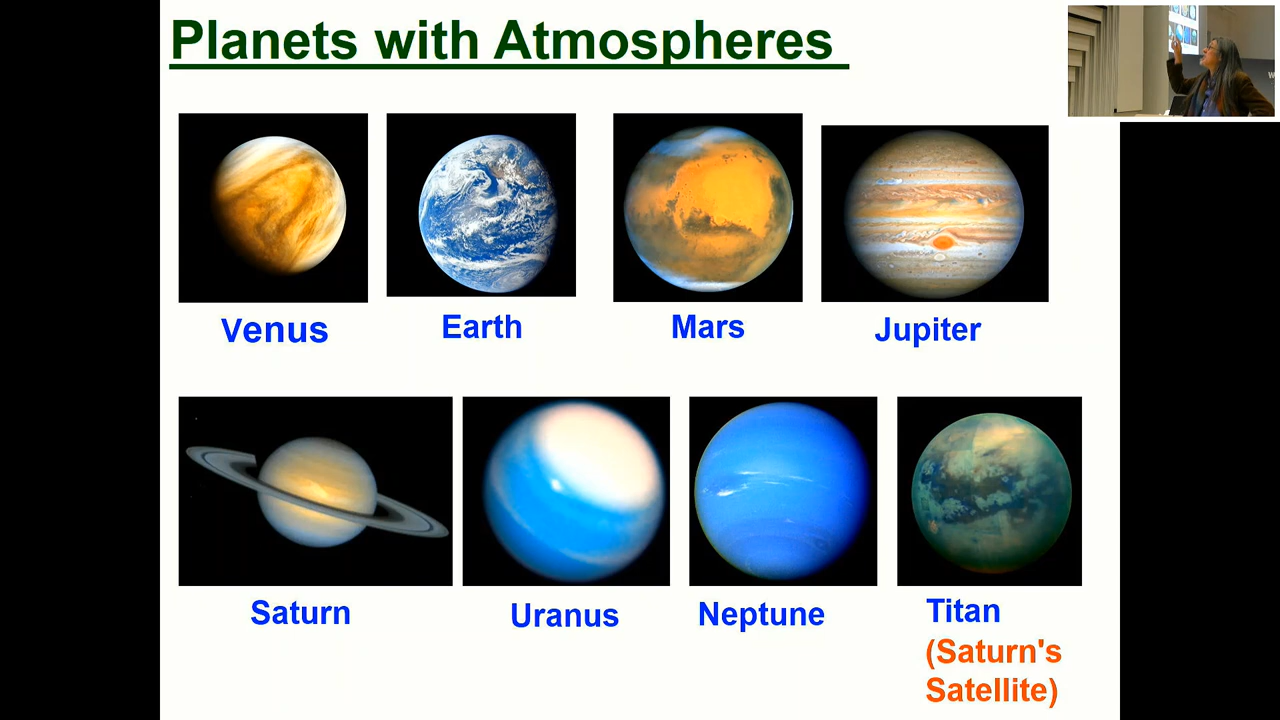 Planets with Atmospheres
Venus
Earth
Mars
Jupiter
Saturn
Uranus
Neptune
Titan
(Saturn's
Satellite)